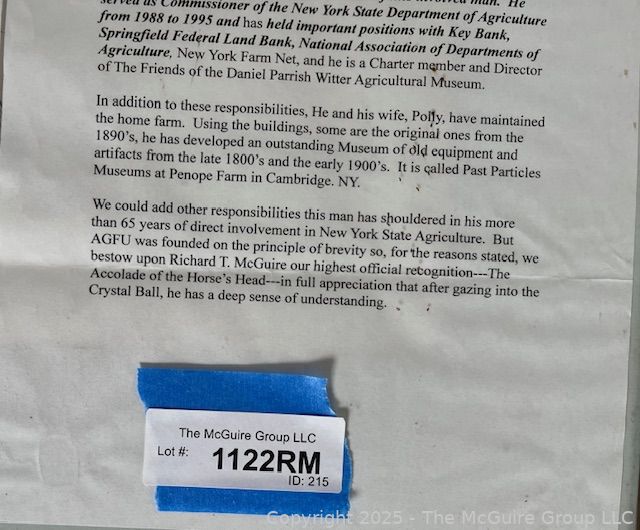 served as Commissioner of the New York State Department of Agriculture
from 1988 to 1995 and has held important positions with Key Bank,
Springfield Federal Land Bank, National Association of Departments of
Agriculture, New York Farm Net, and he is a Charter member and Director
of The Friends of the Daniel Parrish Witter Agricultural Museum.
In addition to these responsibilities, He and his wife, Polly, have maintained
the home farm. Using the buildings, some are the original ones from the
1890's, he has developed an outstanding Museum of old equipment and
artifacts from the late 1800's and the early 1900's. It is called Past Particles
Museums at Penope Farm in Cambridge. NY.
We could add other responsibilities this man has shouldered in his more
than 65 years of direct involvement in New York State Agriculture. But
AGFU was founded on the principle of brevity so, for the reasons stated, we
bestow upon Richard T. McGuire our highest official recognition---The
Accolade of the Horse's Head---in full appreciation that after gazing into the
Crystal Ball, he has a deep sense of understanding.
The McGuire Group LLC
Lot #: 1122RM
ID: 215
Copyright 2025 - The McGuire Group LLC